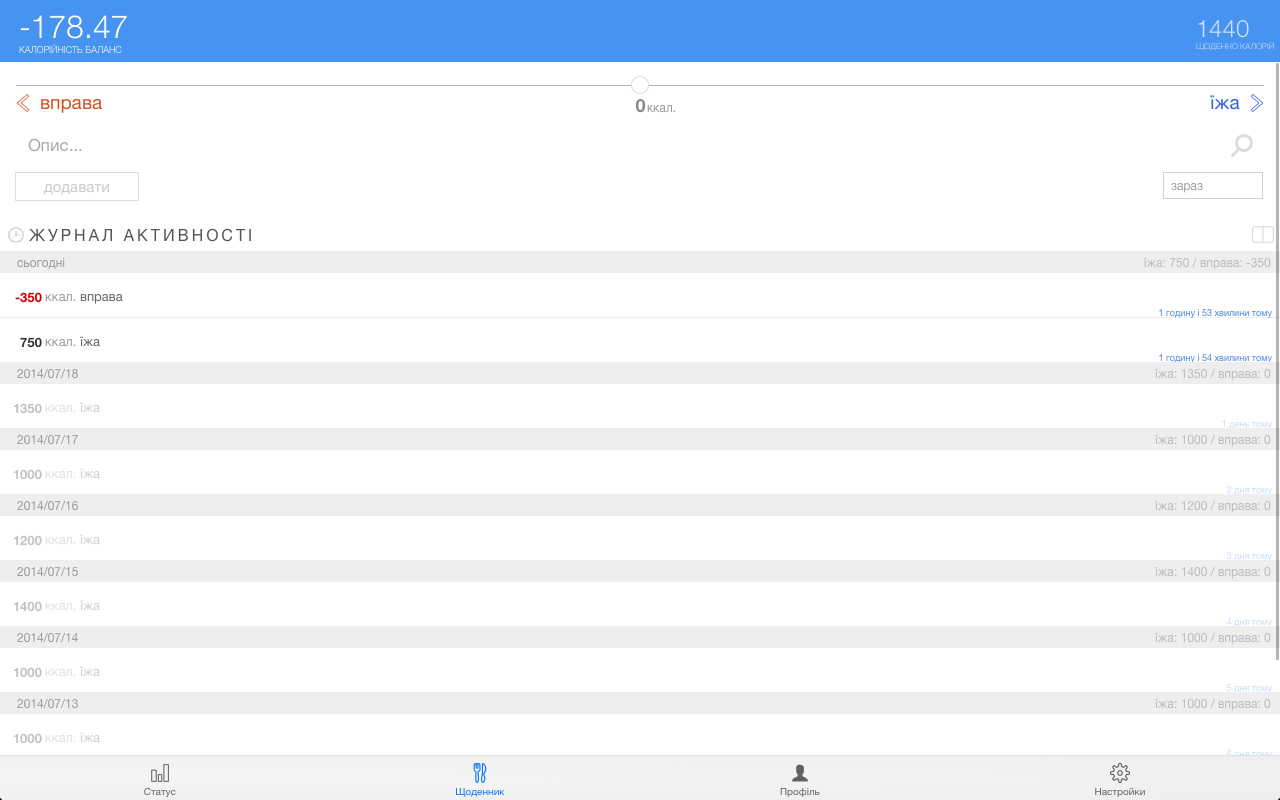 -178.47
КАЛОРІЙНІСТЬ БАЛАНС
1440
ЩОДЕННО КАЛОРІЙ
вправа
0 ккал.
їжа
Опис...
додавати
зараз
ЖУРНАЛ АКТИВНОСТІ
сьогодні їжа: 750 / вправа: -350
-350 ккал. вправа
1 годину і 53 хвилини тому
750 ккал. їжа
1 годину і 54 хвилини тому
2014/07/18 їжа: 1350 / вправа: 0
1350 ккал. їжа
1 день тому
2014/07/17 їжа: 1000 / вправа: 0
1000 ккал. їжа
2 дня тому
2014/07/16 їжа: 1200 / вправа: 0
1200 ккал. їжа
3 дня тому
2014/07/15 їжа: 1400 / вправа: 0
1400 ккал. їжа
4 дня тому
2014/07/14 їжа: 1000 / вправа: 0
1000 ккал. їжа
5 дня тому
2014/07/13 їжа: 1000 / вправа: 0
1000 ккал. їжа
6 дня тому
Статус Щоденник Профіль Настройки